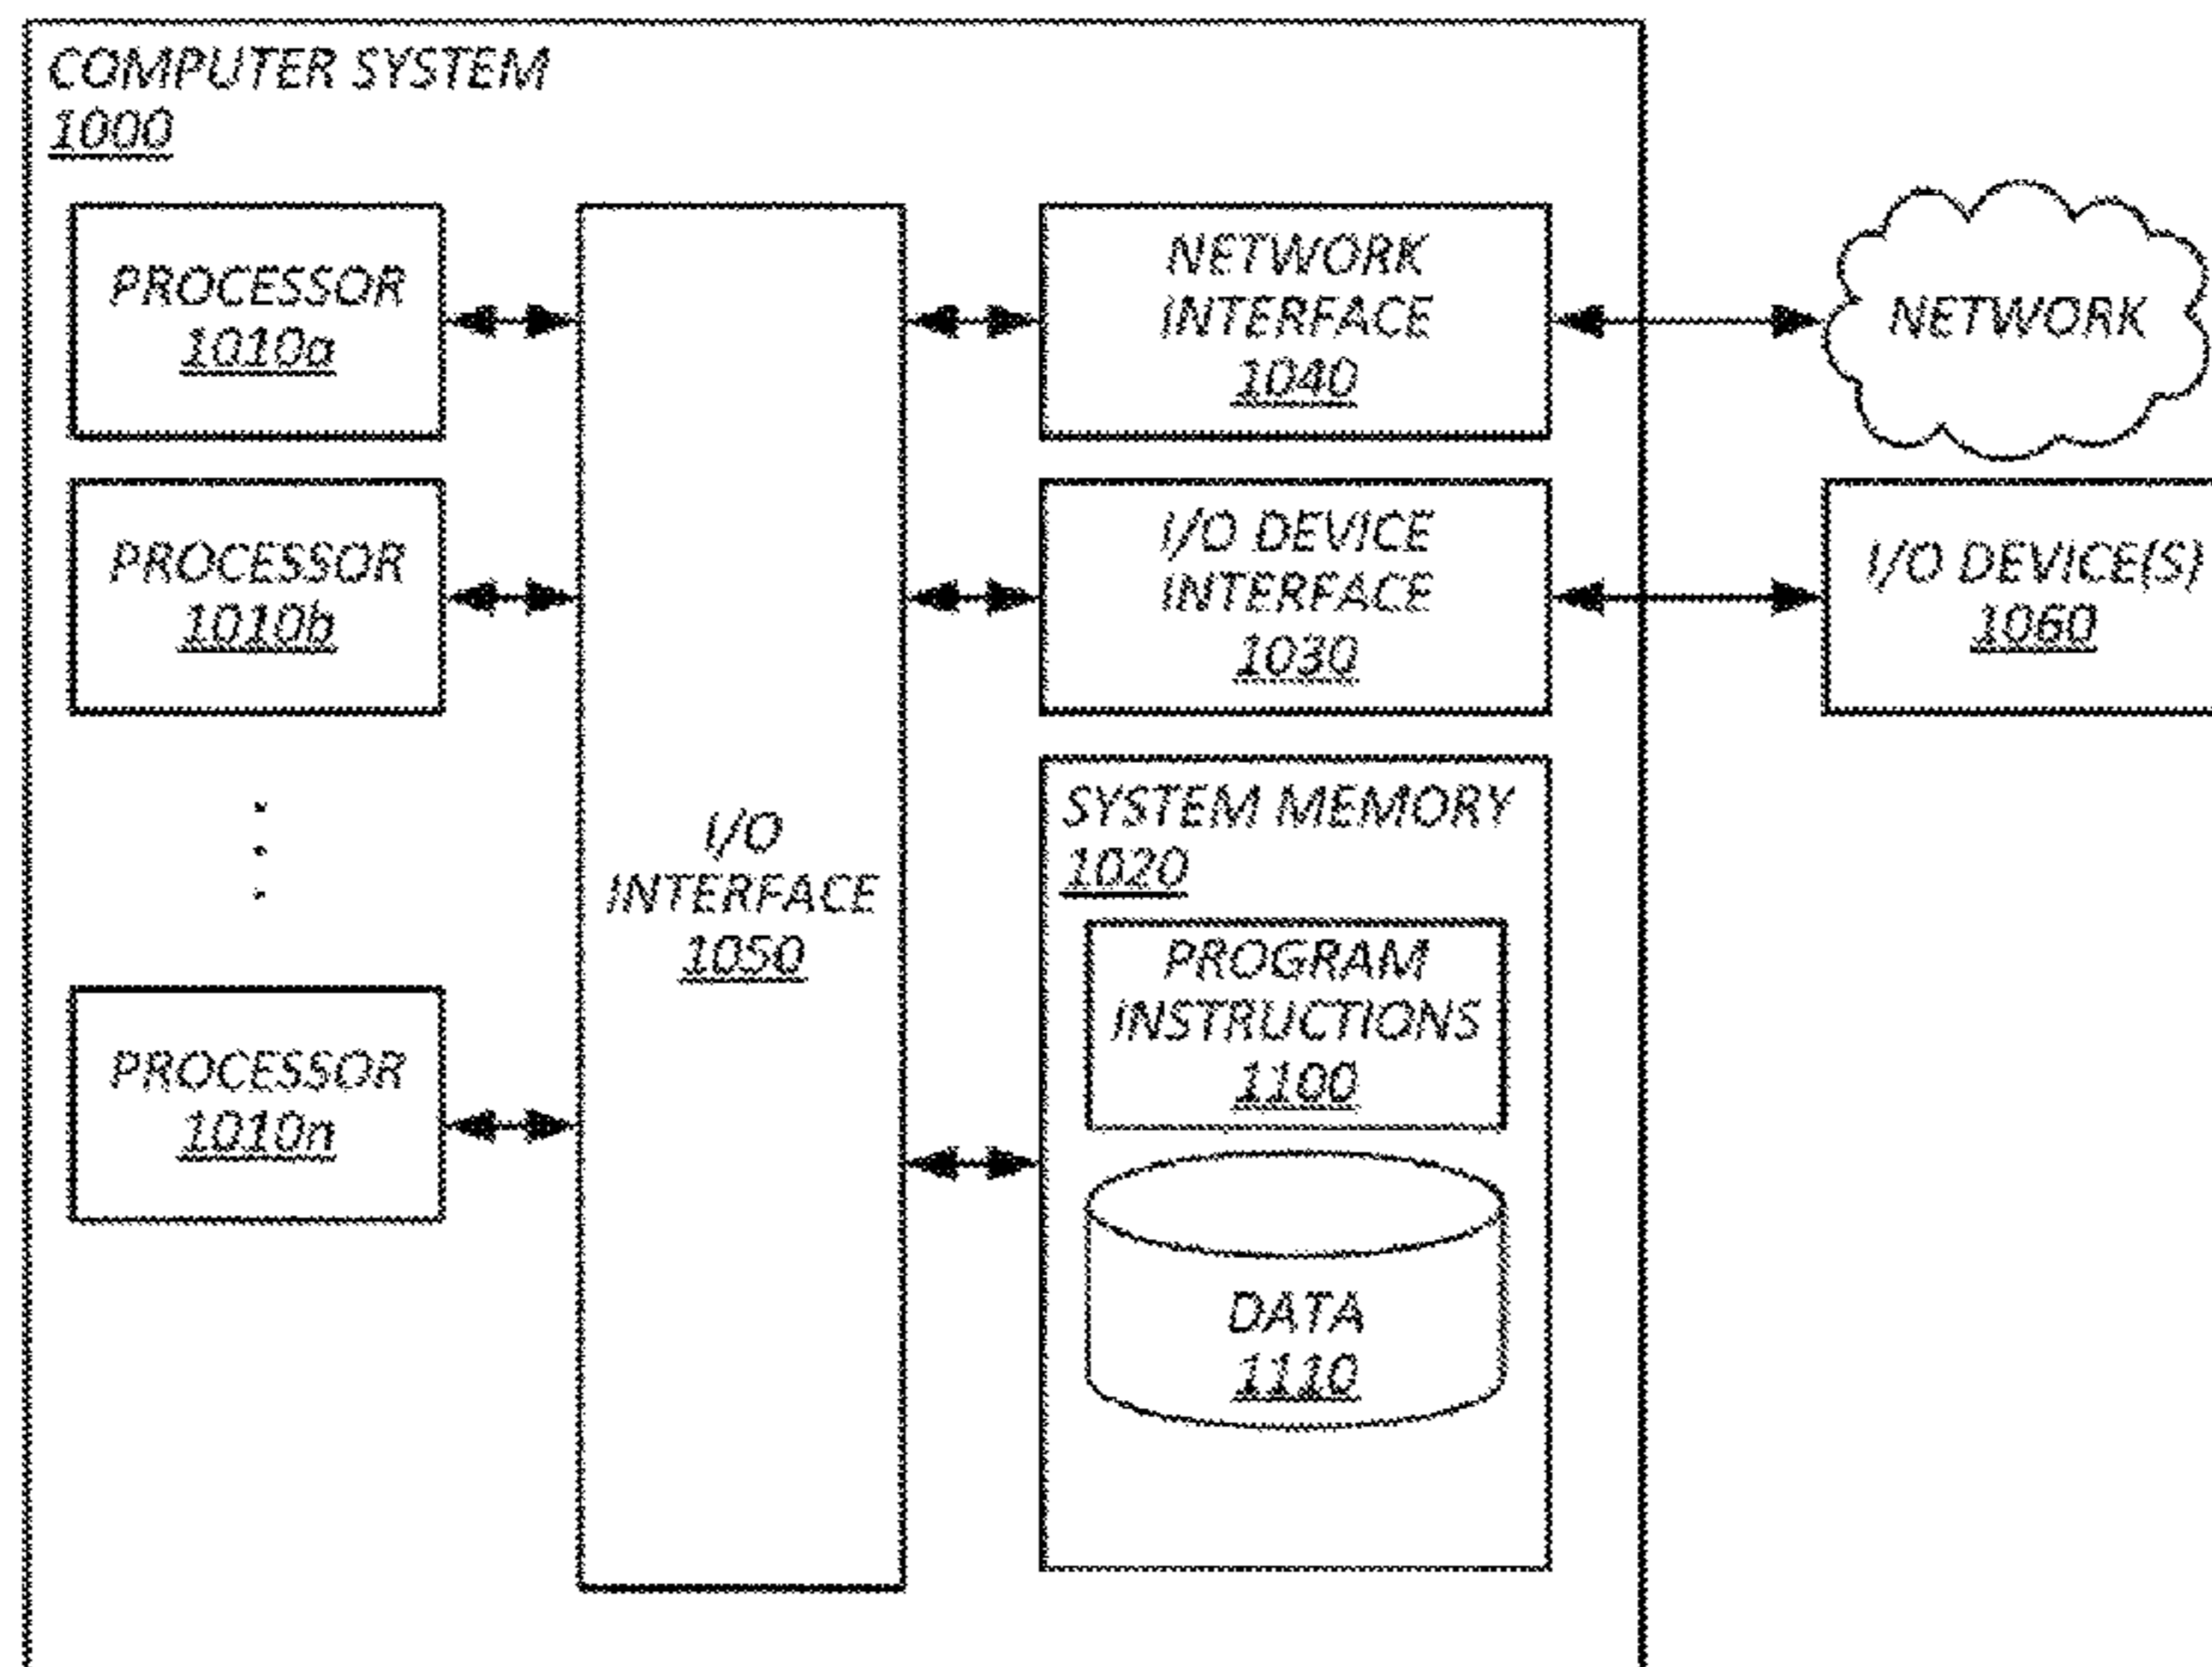 COMPUTER SYSTEM
1000
PROCESSOR
1010a
PROCESSOR
1010b
PROCESSOR
1010n
I/O
INTERFACE
1050
NETWORK
INTERFACE
1040
I/O DEVICE
INTERFACE
1030
SYSTEM MEMORY
1020
PROGRAM
INSTRUCTIONS
1100
DATA
1110
NETWORK
I/O DEVICE(S)
1060